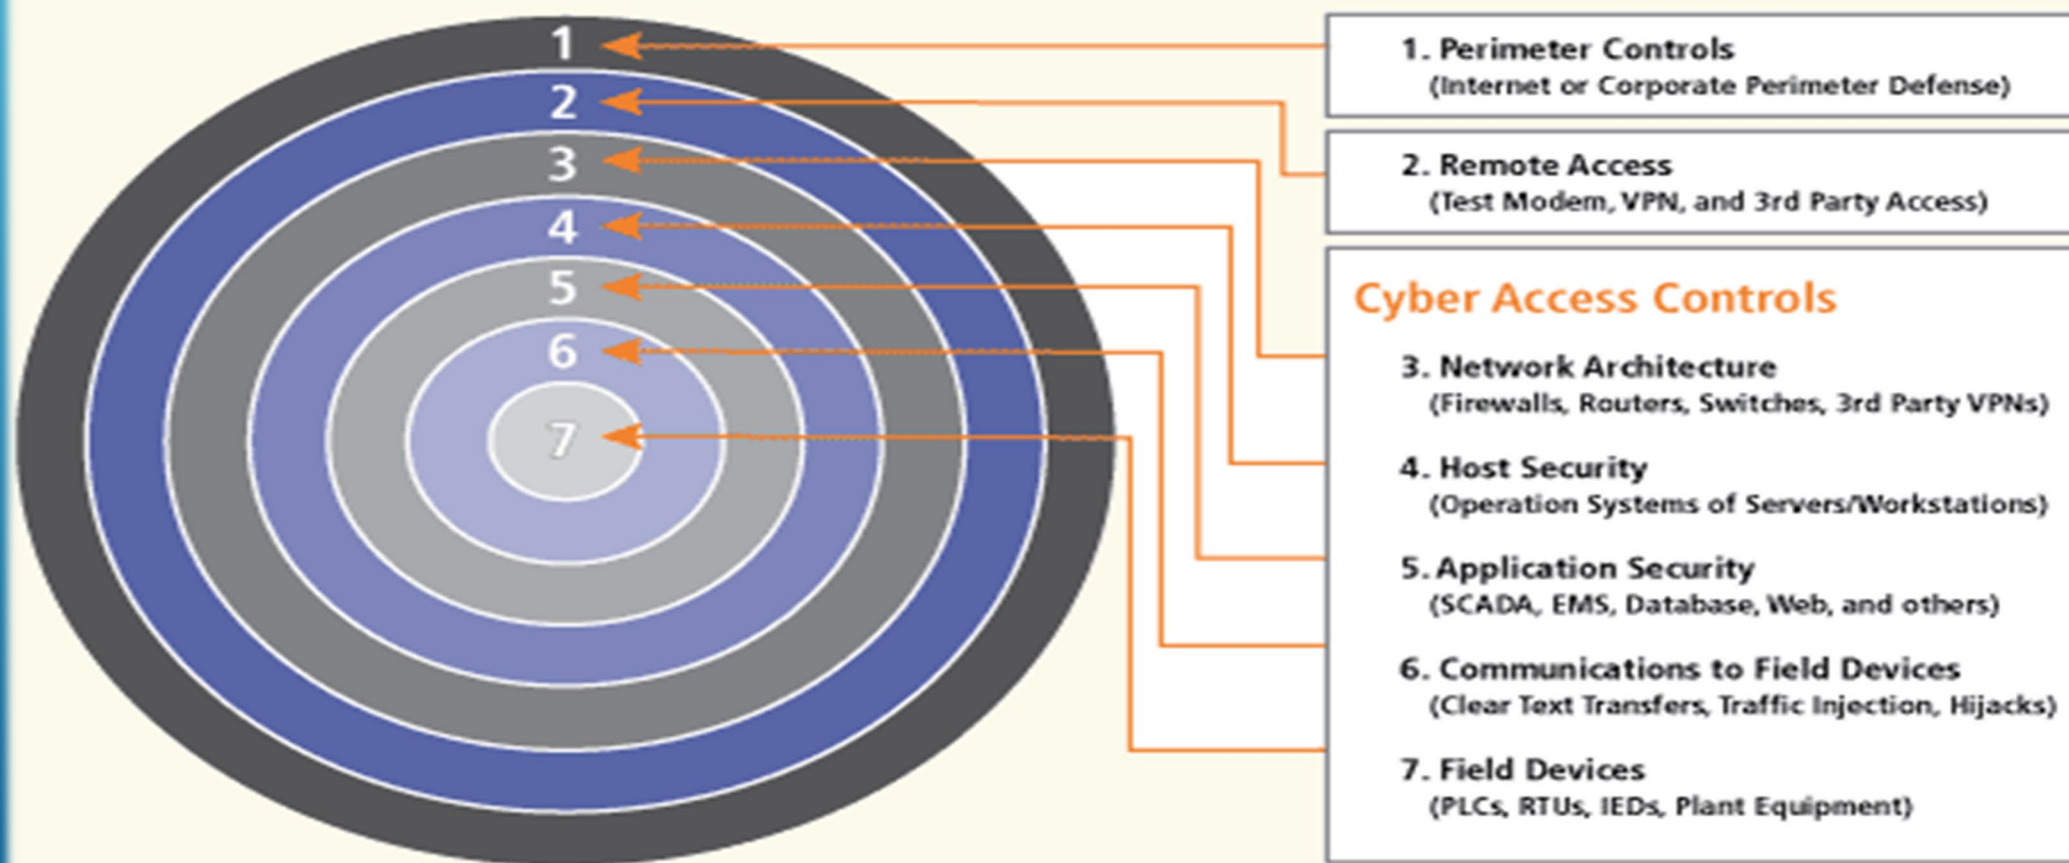 1
2
3
4
5
6
7
1. Perimeter Controls
(Internet or Corporate Perimeter Defense)
2. Remote Access
(Test Modem, VPN, and 3rd Party Access)
Cyber Access Controls
3. Network Architecture
(Firewalls, Routers, Switches, 3rd Party VPNs)
4. Host Security
(Operation Systems of Servers/Workstations)
5. Application Security
(SCADA, EMS, Database, Web, and others)
6. Communications to Field Devices
(Clear Text Transfers, Traffic Injection, Hijacks)
7. Field Devices
(PLCs, RTUs, IEDs, Plant Equipment)